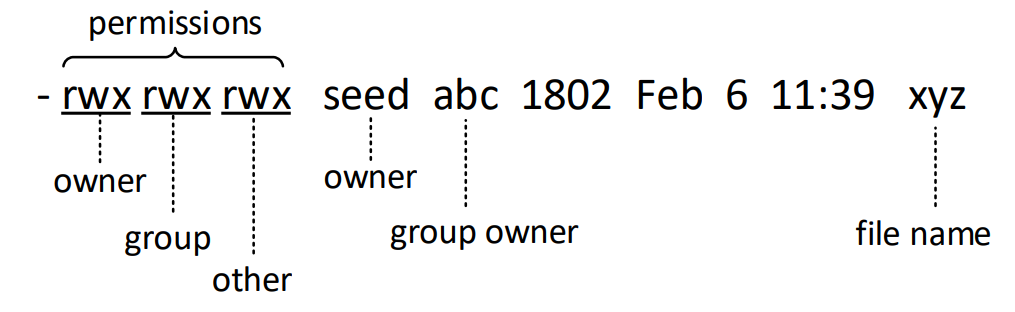 permissions
- rwx rwx rwx seed abc 1802 Feb 6 11:39 xyz
owner owner
group group owner file name
other